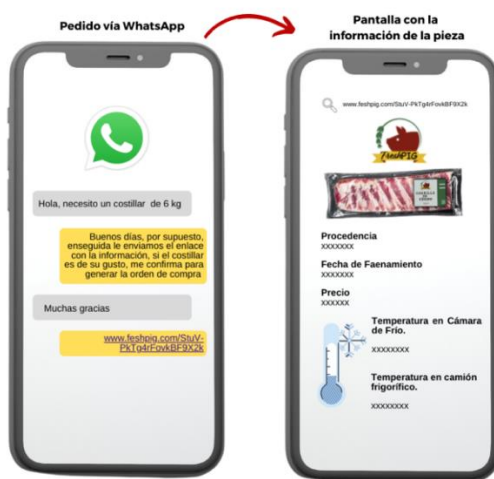 Pedido vía WhatsApp
Pantalla con la
información de la pieza
Hola, necesito un costillar de 6 kg
Buenos días, por supuesto,
enseguida le enviamos el enlace
con la información, si el costillar
es de su gusto, me confirma para
generar la orden de compra
Muchas gracias
www.feshpig.com/StuV-
PkTg4rFovkBF9X2k
www.feshpig.com/StuV-PkTg4rFovkBF9X2k
FreshPIG
Procedencia
xxxxxxx
Fecha de Faenamiento
xxxxxxx
Precio
xxxxxx
Temperatura en Cámara
de Frío.
xxxxxxxx
Temperatura en camión
frigorífico.
xxxxxxxx